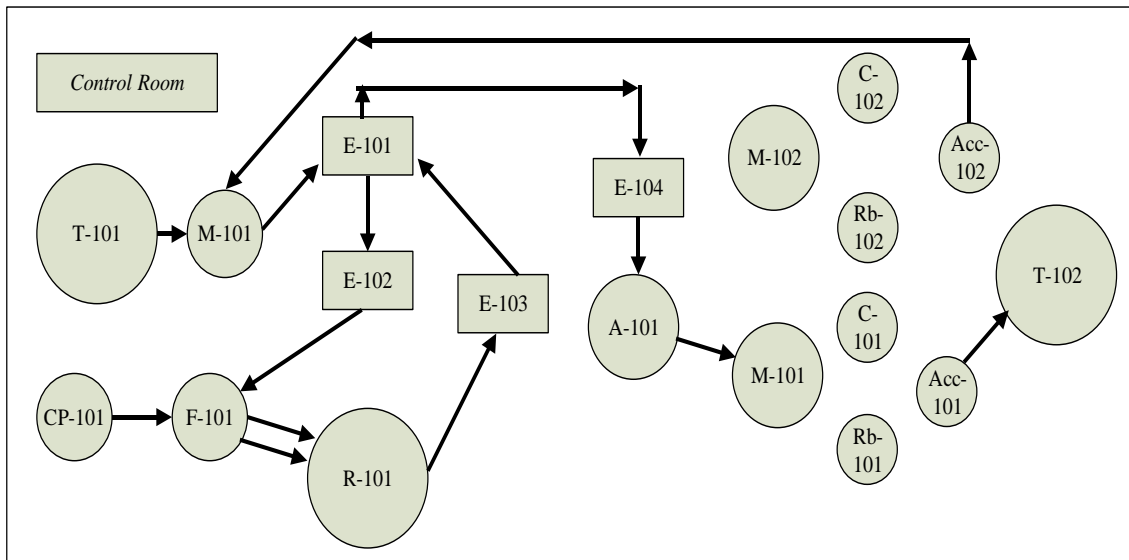 Control Room
C-
102
E-101
M-102
Acc-
102
E-104
T-101
M-101
Rb-
102
E-102
E-103
T-102
A-101
C-
101
M-101
Acc-
101
CP-101
F-101
Rb-
101
R-101